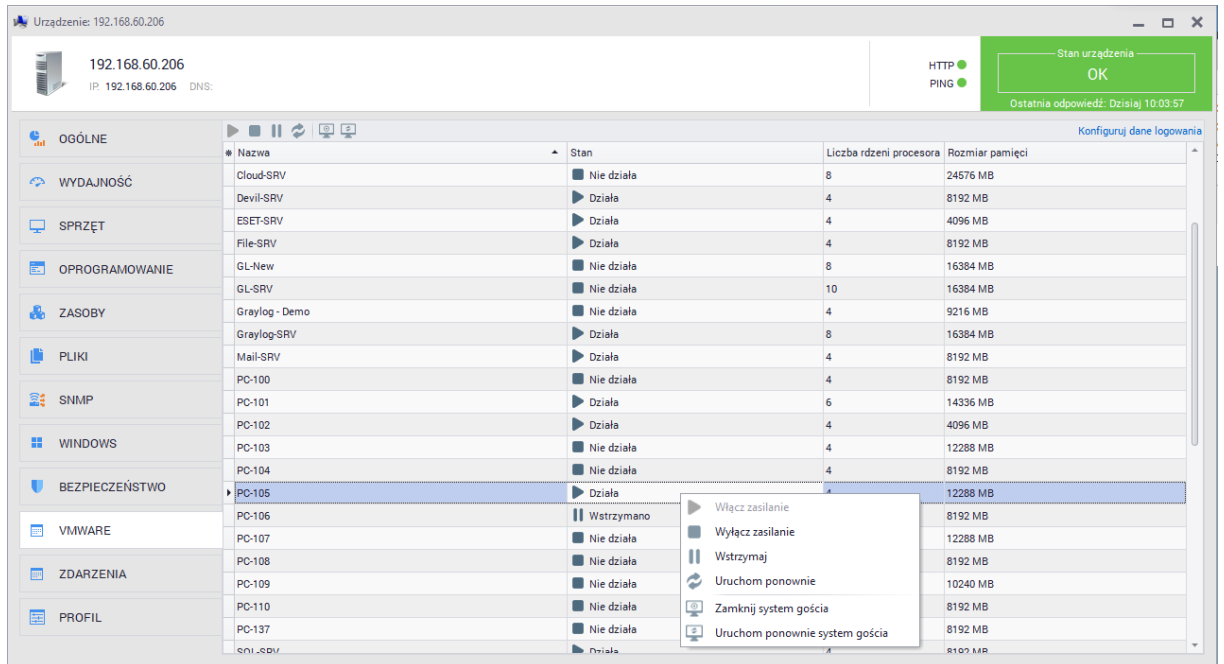 Urządzenie: 192.168.60.206
192.168.60.206
IP: 192.168.60.206 DNS:
HTTP
PING
Stan urządzenia
OK
Ostatnia odpowiedź: Dzisiaj 10:03:57
OGÓLNE
WYDAJNOŚĆ
SPRZĘT
OPROGRAMOWANIE
ZASOBY
PLIKI
SNMP
WINDOWS
BEZPIECZEŃSTWO
VMWARE
ZDARZENIA
PROFIL
Konfiguruj dane logowania
Nazwa Stan Liczba rdzeni procesora Rozmiar pamięci
Cloud-SRV Nie działa 8 24576 MB
Devil-SRV Działa 4 8192 MB
ESET-SRV Działa 4 4096 MB
File-SRV Działa 4 8192 MB
GL-New Nie działa 8 16384 MB
GL-SRV Nie działa 10 16384 MB
Graylog - Demo Nie działa 4 9216 MB
Graylog-SRV Działa 8 16384 MB
Mail-SRV Działa 4 8192 MB
PC-100 Nie działa 4 8192 MB
PC-101 Działa 6 14336 MB
PC-102 Działa 4 4096 MB
PC-103 Nie działa 4 12288 MB
PC-104 Nie działa 4 8192 MB
PC-105 Działa 4 12288 MB
PC-106 Wstrzymano 8192 MB
PC-107 Nie działa 12288 MB
PC-108 Nie działa 8192 MB
PC-109 Nie działa 10240 MB
PC-110 Nie działa 8192 MB
PC-137 Nie działa 8192 MB
SQL-SRV Działa 4 8192 MB
Włącz zasilanie
Wyłącz zasilanie
Wstrzymaj
Uruchom ponownie
Zamknij system gościa
Uruchom ponownie system gościa